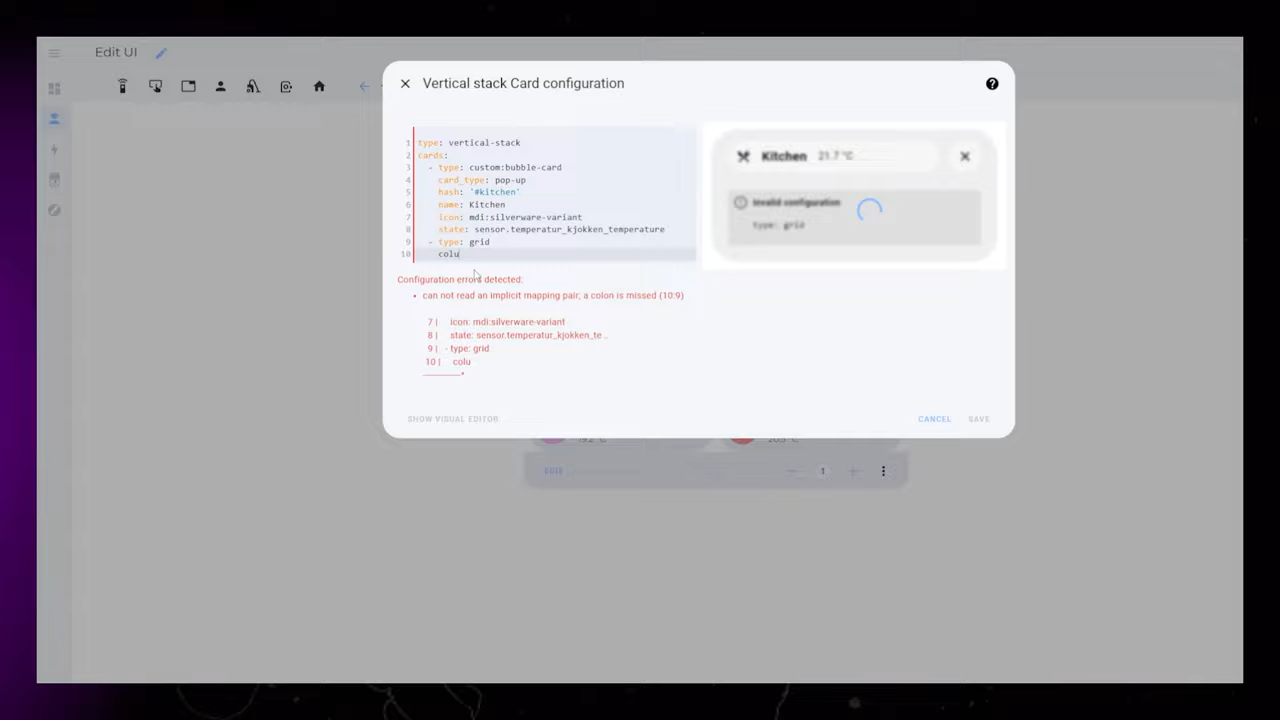 Edit UI
Vertical stack Card configuration
1 type: vertical-stack
2 cards:
3 - type: custom:bubble-card
4 card_type: pop-up
5 hash: '#kitchen'
6 name: Kitchen
7 icon: mdi:silverware-variant
8 state: sensor.temperatur_kjokken_temperature
9 - type: grid
10 colu
Kitchen 21.7 °C
Invalid configuration
type: grid
Configuration errors detected:
• can not read an implicit mapping pair; a colon is missed (10:9)
7 | icon: mdi:silverware-variant
8 | state: sensor.temperatur_kjokken_te ..
9 | - type: grid
10 | colu
---------^
SHOW VISUAL EDITOR
CANCEL
SAVE
EDIT
1